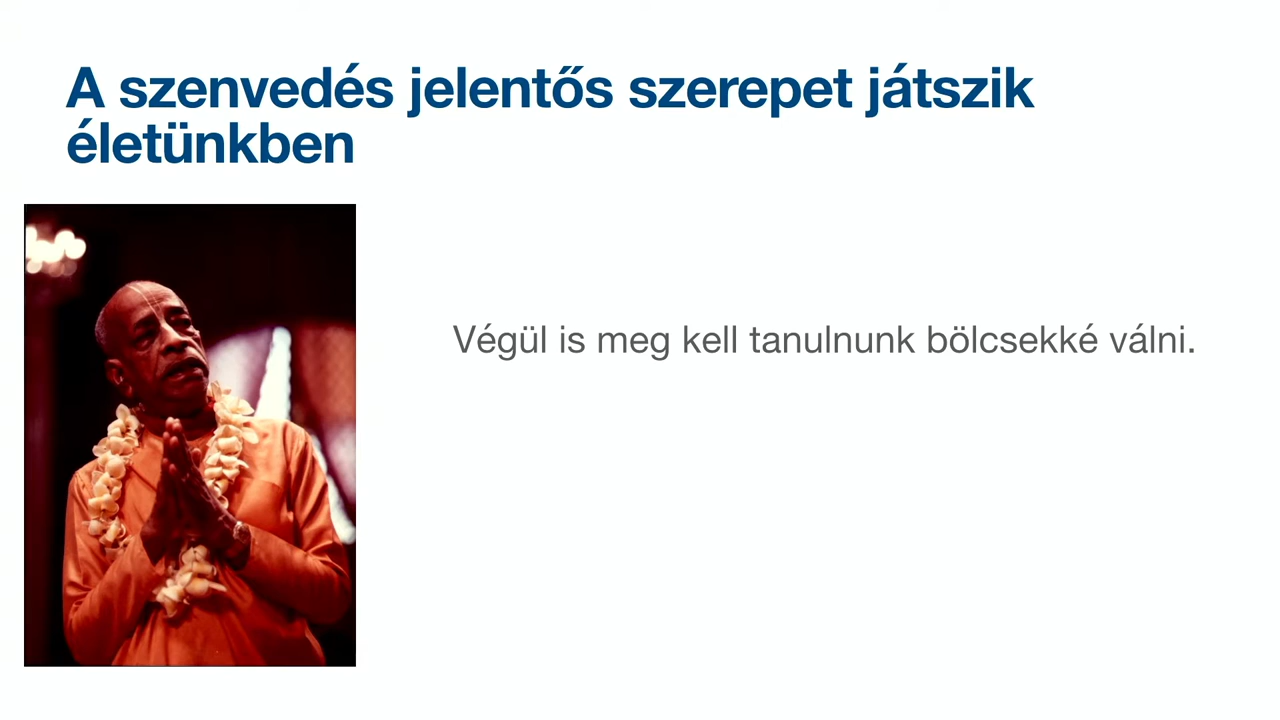 A szenvedés jelentős szerepet játszik
életünkben
Végül is meg kell tanulnunk bölcsekké válni.